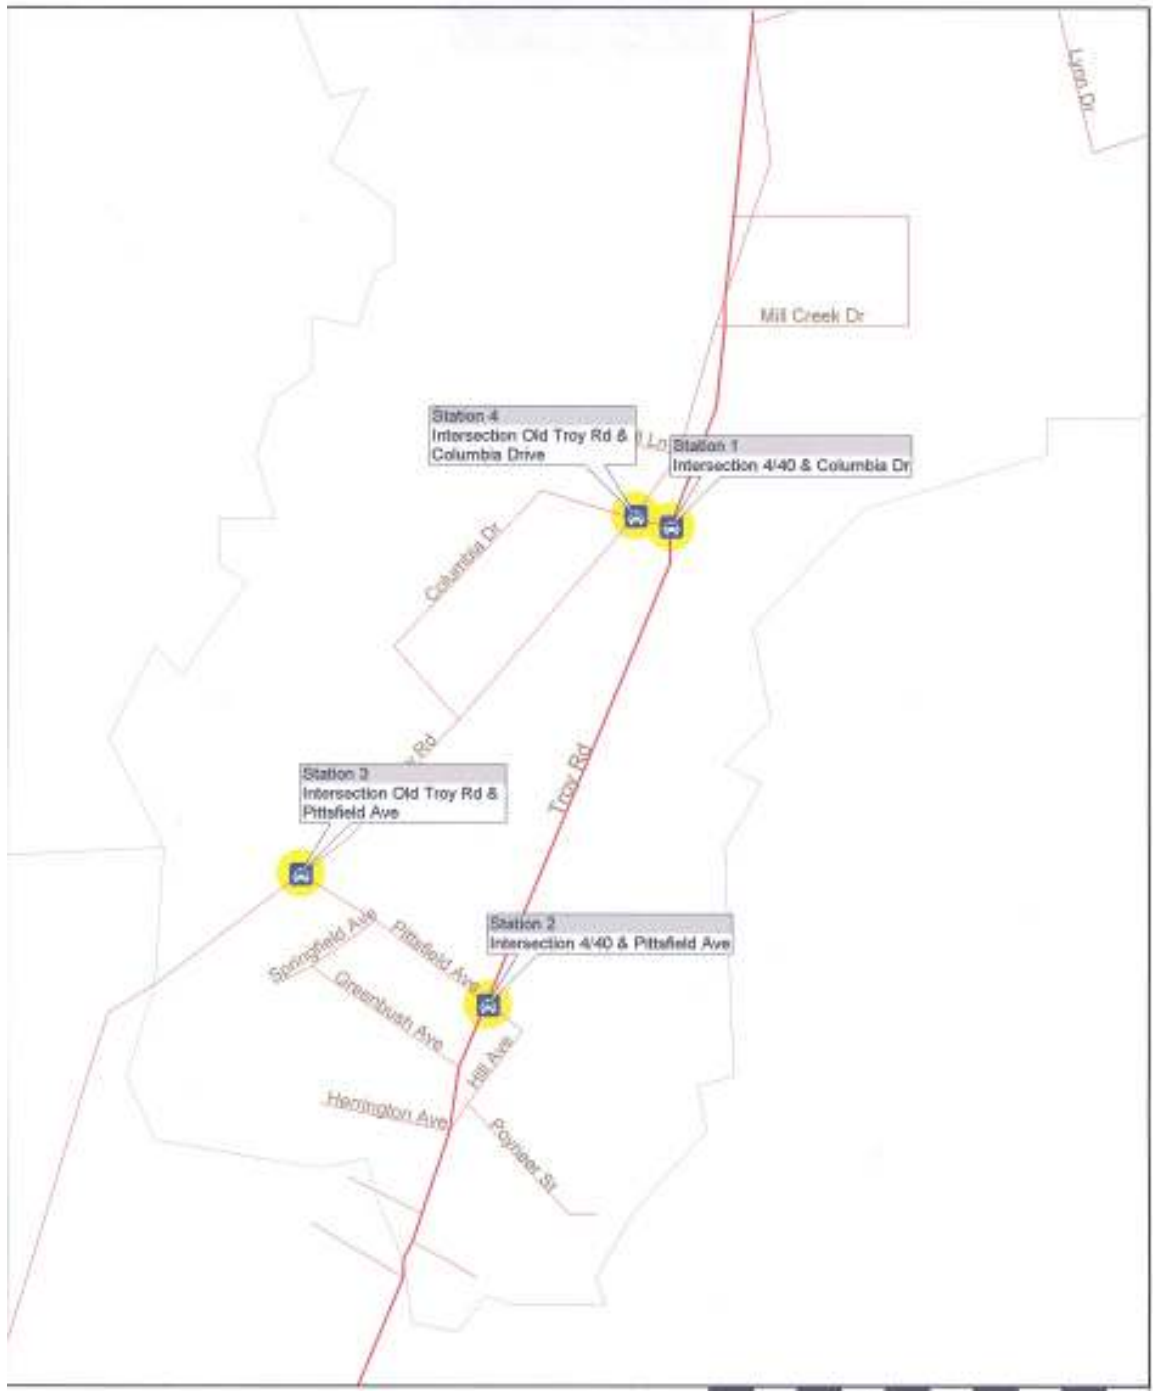 Lynn Dr
Mill Creek Dr
Station 4
Intersection Old Troy Rd &
Columbia Drive
Ln
Station 1
Intersection 4/40 & Columbia Dr
Columbia Dr
Rd
Troy Rd
Station 3
Intersection Old Troy Rd &
Pittsfield Ave
Station 2
Intersection 4/40 & Pittsfield Ave
Springfield Ave
Pittsfield Ave
Greenbush Ave
Hill Ave
Herrington Ave
Poyneer St